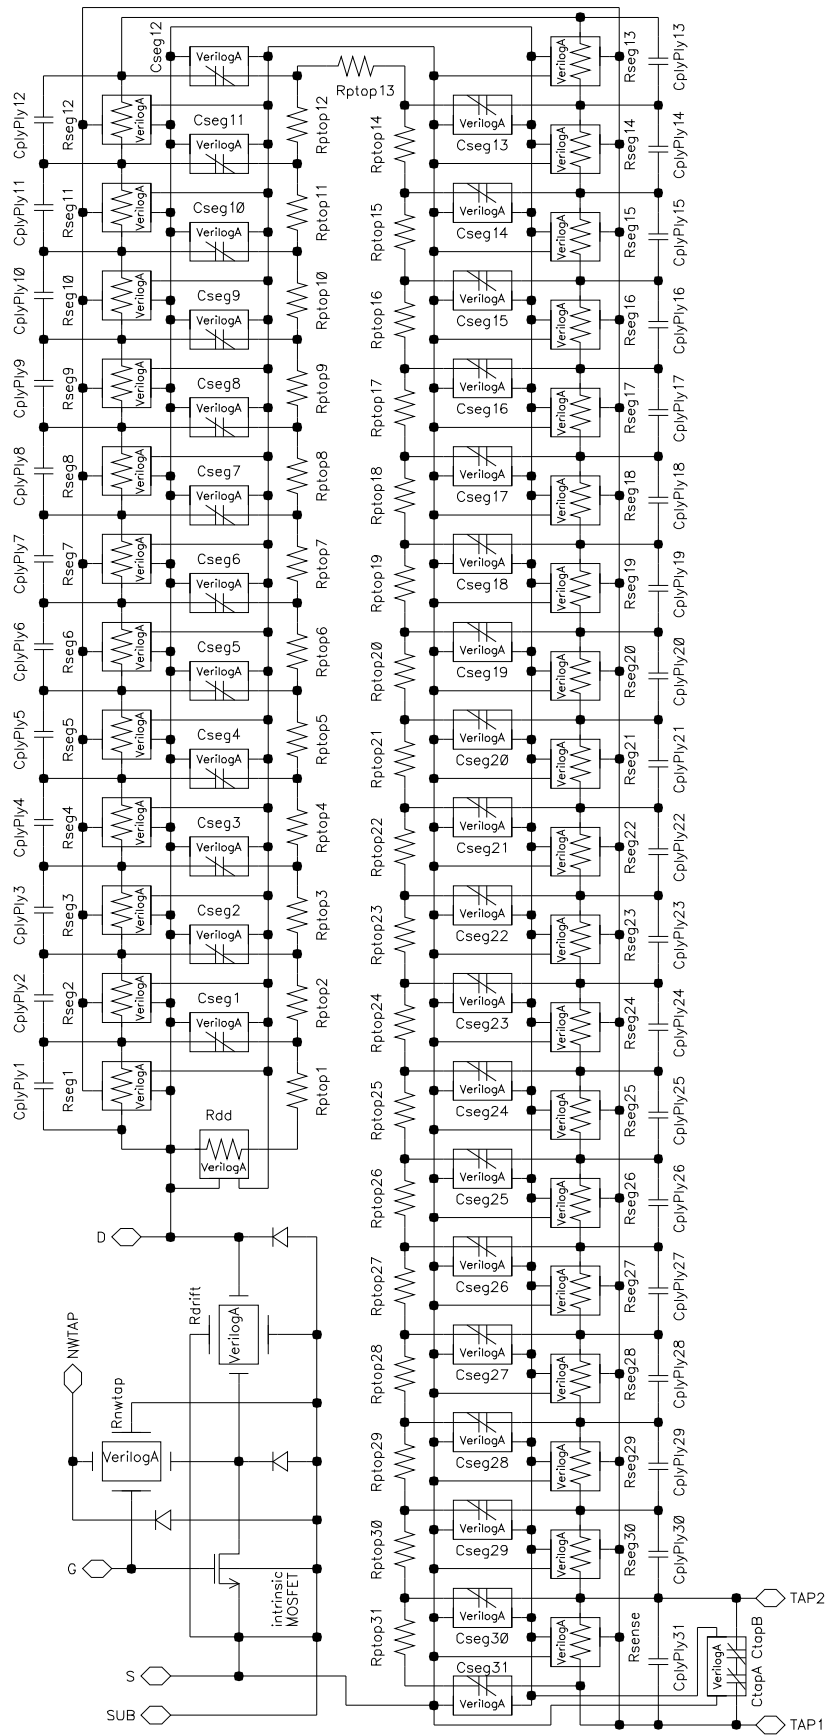 Cseg12
VerilogA
VerilogA
Rseg13
CplyPly13
Rptop13
CplyPly12
Rseg12
VerilogA
Cseg11
VerilogA
Rptop12
Rptop14
VerilogA
Cseg13
VerilogA
Rseg14
CplyPly14
CplyPly11
Rseg11
VerilogA
Cseg10
VerilogA
Rptop11
Rptop15
VerilogA
Cseg14
VerilogA
Rseg15
CplyPly15
CplyPly10
Rseg10
VerilogA
Cseg9
VerilogA
Rptop10
Rptop16
VerilogA
Cseg15
VerilogA
Rseg16
CplyPly16
CplyPly9
Rseg9
VerilogA
Cseg8
VerilogA
Rptop9
Rptop17
VerilogA
Cseg16
VerilogA
Rseg17
CplyPly17
CplyPly8
Rseg8
VerilogA
Cseg7
VerilogA
Rptop8
Rptop18
VerilogA
Cseg17
VerilogA
Rseg18
CplyPly18
CplyPly7
Rseg7
VerilogA
Cseg6
VerilogA
Rptop7
Rptop19
VerilogA
Cseg18
VerilogA
Rseg19
CplyPly19
CplyPly6
Rseg6
VerilogA
Cseg5
VerilogA
Rptop6
Rptop20
VerilogA
Cseg19
VerilogA
Rseg20
CplyPly20
CplyPly5
Rseg5
VerilogA
Cseg4
VerilogA
Rptop5
Rptop21
VerilogA
Cseg20
VerilogA
Rseg21
CplyPly21
CplyPly4
Rseg4
VerilogA
Cseg3
VerilogA
Rptop4
Rptop22
VerilogA
Cseg21
VerilogA
Rseg22
CplyPly22
CplyPly3
Rseg3
VerilogA
Cseg2
VerilogA
Rptop3
Rptop23
VerilogA
Cseg22
VerilogA
Rseg23
CplyPly23
CplyPly2
Rseg2
VerilogA
Cseg1
VerilogA
Rptop2
Rptop24
VerilogA
Cseg23
VerilogA
Rseg24
CplyPly24
CplyPly1
Rseg1
VerilogA
Rptop1
Rptop25
VerilogA
Cseg24
VerilogA
Rseg25
CplyPly25
Rdd
VerilogA
Rptop26
VerilogA
Cseg25
VerilogA
Rseg26
CplyPly26
D
Rptop27
VerilogA
Cseg26
VerilogA
Rseg27
CplyPly27
Rdrift
VerilogA
NWTAP
Rptop28
VerilogA
Cseg27
VerilogA
Rseg28
CplyPly28
Rnwtap
VerilogA
Rptop29
VerilogA
Cseg28
VerilogA
Rseg29
CplyPly29
G
intrinsic
MOSFET
Rptop30
VerilogA
Cseg29
VerilogA
Rseg30
CplyPly30
TAP2
Rptop31
VerilogA
Cseg30
VerilogA
Rsense
CplyPly31
VerilogA
CtapA CtapB
S
Cseg31
VerilogA
SUB
TAP1